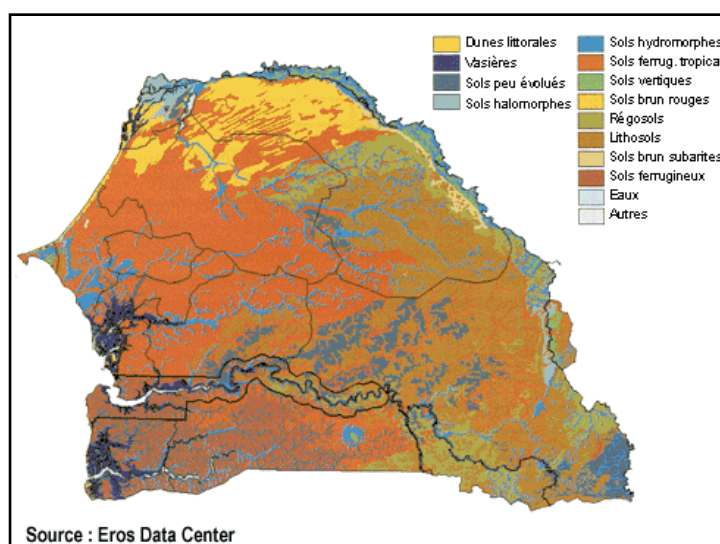 Dunes littorales
Vasières
Sols peu évolués
Sols halomorphes
Sols hydromorphes
Sols ferrug. tropica
Sols vertiques
Sols brun rouges
Régosols
Lithosols
Sols brun subarites
Sols ferrugineux
Eaux
Autres
Source : Eros Data Center